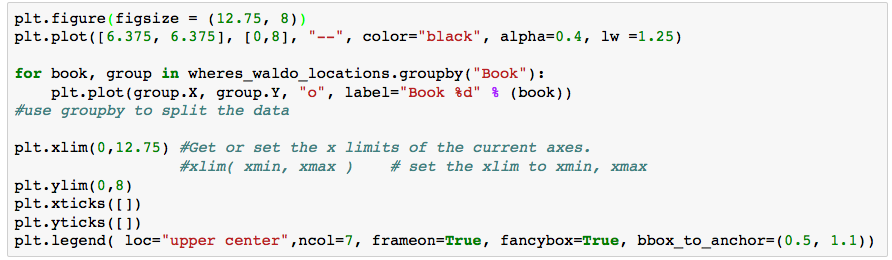 plt.figure(figsize = (12.75, 8))
plt.plot([6.375, 6.375], [0,8], "--", color="black", alpha=0.4, lw =1.25)

for book, group in wheres_waldo_locations.groupby("Book"):
    plt.plot(group.X, group.Y, "o", label="Book %d" % (book))
#use groupby to split the data

plt.xlim(0,12.75) #Get or set the x limits of the current axes.
                  #xlim( xmin, xmax )    # set the xlim to xmin, xmax
plt.ylim(0,8)
plt.xticks([])
plt.yticks([])
plt.legend( loc="upper center",ncol=7, frameon=True, fancybox=True, bbox_to_anchor=(0.5, 1.1))